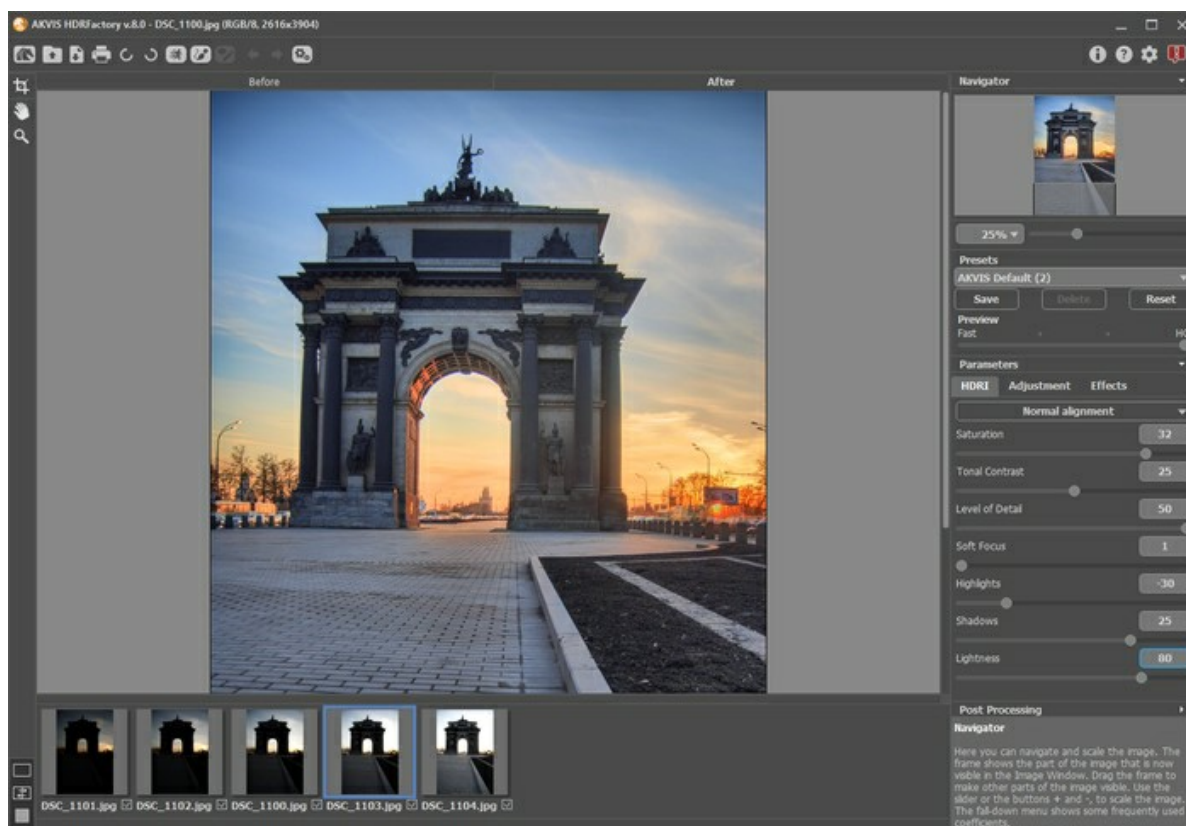 AKVIS HDRFactory v.8.0 - DSC_1100.jpg (RGB/8, 2616x3904)
Before
After
Navigator
25%
Presets
AKVIS Default (2)
Save
Delete
Reset
Preview
Fast
HQ
Parameters
HDRI
Adjustment
Effects
Normal alignment
Saturation
32
Tonal Contrast
25
Level of Detail
50
Soft Focus
1
Highlights
-30
Shadows
25
Lightness
80
Post Processing
Navigator
Here you can navigate and scale the image. The
frame shows the part of the image that is now
visible in the Image Window. Drag the frame to
make other parts of the image visible. Use the
slider or the buttons + and -, to scale the image.
The fall-down menu shows some frequently used
coefficients.
DSC_1101.jpg
DSC_1102.jpg
DSC_1100.jpg
DSC_1103.jpg
DSC_1104.jpg